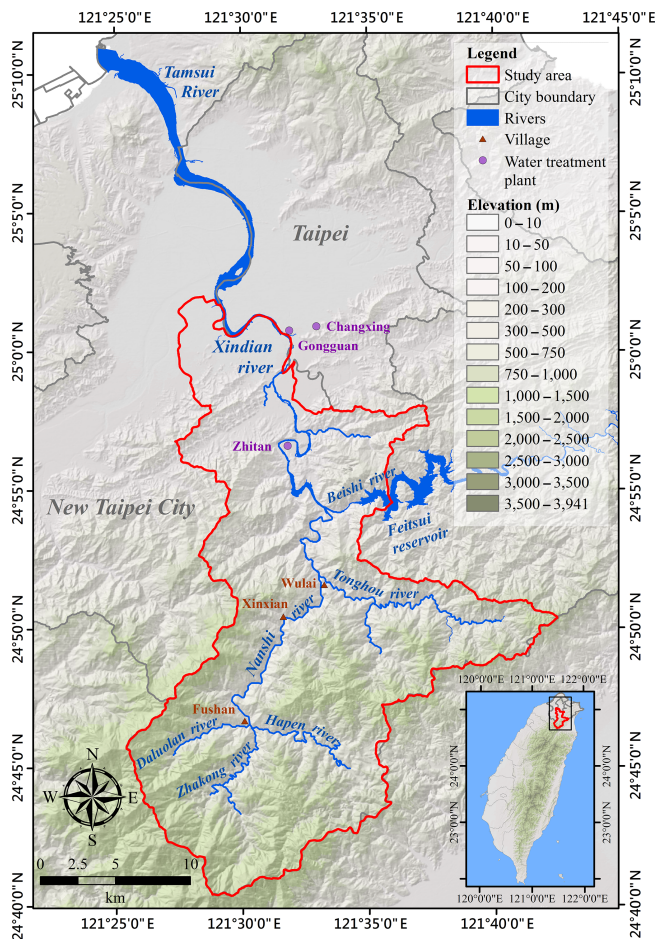 121°25'0"E 121°30'0"E 121°35'0"E 121°40'0"E 121°45'0"E
25°10'0"N
25°5'0"N
25°0'0"N
24°55'0"N
24°50'0"N
24°45'0"N
24°40'0"N
Tamsui
River
Taipei
Changxing
Gongguan
Xindian
river
Zhitan
Beishi river
New Taipei City
Feitsui
reservoir
Wulai
Tonghou river
Xinxian
Nanshi river
Fushan
Daluolan river
Hapen river
Zhakong river
N
W E
S
0 2.5 5 10
km
Legend
Study area
City boundary
Rivers
Village
Water treatment
plant
Elevation (m)
0 – 10
10 – 50
50 – 100
100 – 200
200 – 300
300 – 500
500 – 750
750 – 1,000
1,000 – 1,500
1,500 – 2,000
2,000 – 2,500
2,500 – 3,000
3,000 – 3,500
3,500 – 3,941
25°10'0"N
25°5'0"N
25°0'0"N
24°55'0"N
24°50'0"N
24°45'0"N
24°40'0"N
120°0'0"E 121°0'0"E 122°0'0"E
24°0'0"N
23°0'0"N
24°0'0"N
23°0'0"N
120°0'0"E 121°0'0"E 122°0'0"E
121°25'0"E 121°30'0"E 121°35'0"E 121°40'0"E